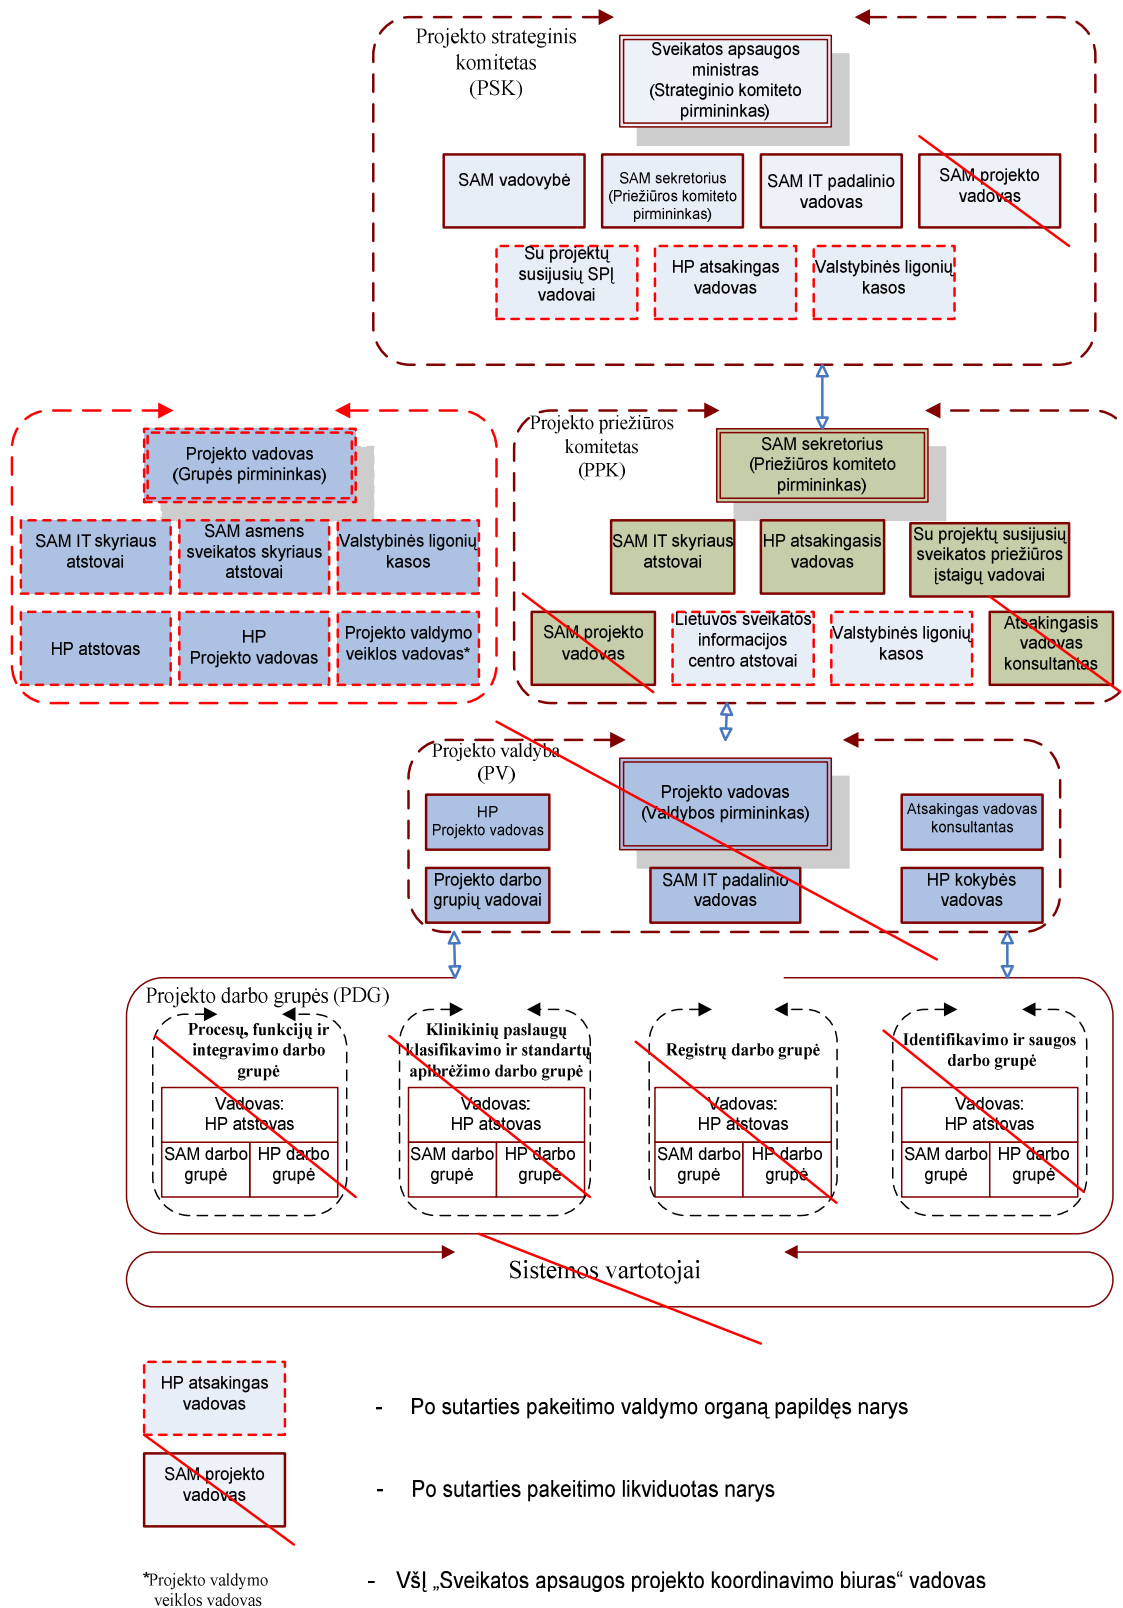 Projekto strateginis
komitetas
(PSK)
Sveikatos apsaugos
ministras
(Strateginio komiteto
pirmininkas)
SAM vadovybė
SAM sekretorius
(Priežiūros komiteto
pirmininkas)
SAM IT padalinio
vadovas
SAM projekto
vadovas
Su projektų
susijusių SPĮ
vadovai
HP atsakingas
vadovas
Valstybinės ligonių
kasos
Projekto vadovas
(Grupės pirmininkas)
SAM IT skyriaus
atstovai
SAM asmens
sveikatos skyriaus
atstovai
Valstybinės ligonių
kasos
HP atstovas
HP
Projekto vadovas
Projekto valdymo
veiklos vadovas*
Projekto priežiūros
komitetas
(PPK)
SAM sekretorius
(Priežiūros komiteto
pirmininkas)
SAM IT skyriaus
atstovai
HP atsakingasis
vadovas
Su projektų susijusių
sveikatos priežiūros
įstaigų vadovai
SAM projekto
vadovas
Lietuvos sveikatos
informacijos
centro atstovai
Valstybinės ligonių
kasos
Atsakingasis
vadovas
konsultantas
Projekto valdyba
(PV)
Projekto vadovas
(Valdybos pirmininkas)
HP
Projekto vadovas
Atsakingas vadovas
konsultantas
Projekto darbo
grupių vadovai
SAM IT padalinio
vadovas
HP kokybės
vadovas
Projekto darbo grupės (PDG)
Procesų, funkcijų ir
integravimo darbo
grupė
Vadovas:
HP atstovas
SAM darbo
grupė
HP darbo
grupė
Klinikinių paslaugų
klasifikavimo ir standartų
apibrėžimo darbo grupė
Vadovas:
HP atstovas
SAM darbo
grupė
HP darbo
grupė
Registrų darbo grupė
Vadovas:
HP atstovas
SAM darbo
grupė
HP darbo
grupė
Identifikavimo ir saugos
darbo grupė
Vadovas:
HP atstovas
SAM darbo
grupė
HP darbo
grupė
Sistemos vartotojai
HP atsakingas
vadovas
- Po sutarties pakeitimo valdymo organą papildęs narys
SAM projekto
vadovas
- Po sutarties pakeitimo likviduotas narys
*Projekto valdymo
veiklos vadovas
- VšĮ „Sveikatos apsaugos projekto koordinavimo biuras“ vadovas